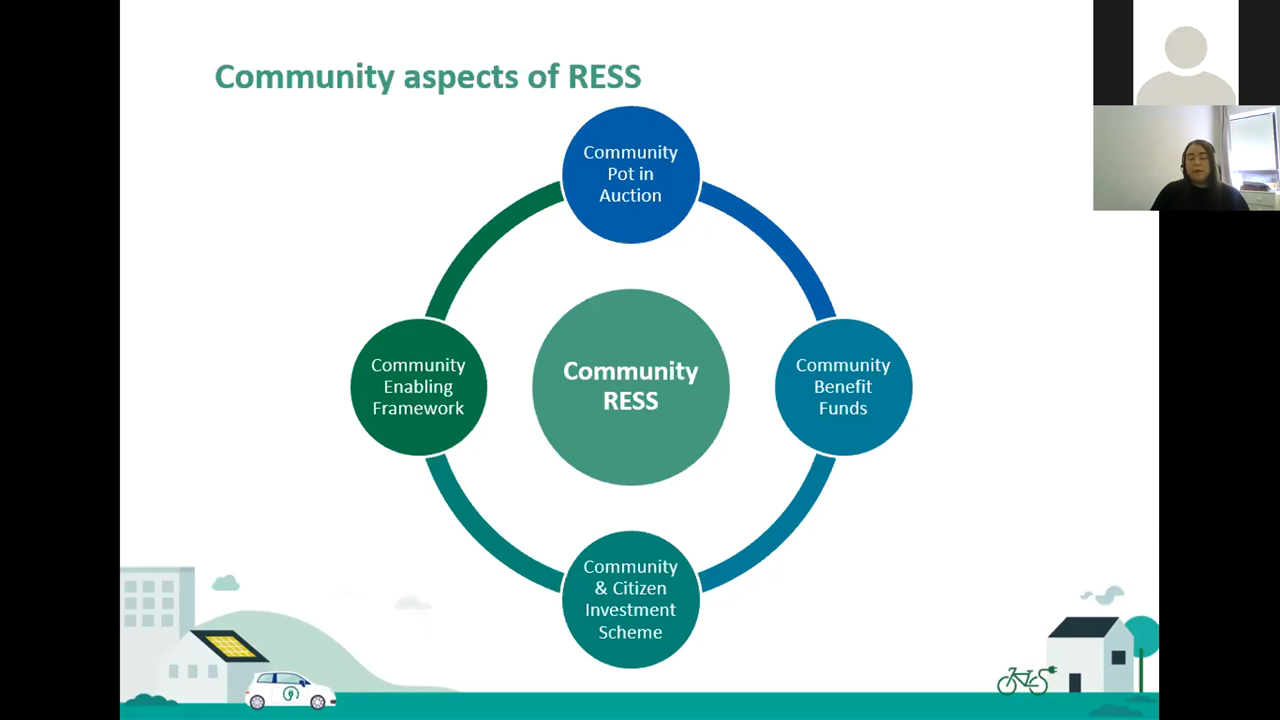 Community aspects of RESS
Community
Pot in
Auction
Community
Enabling
Framework
Community
RESS
Community
Benefit
Funds
Community
& Citizen
Investment
Scheme